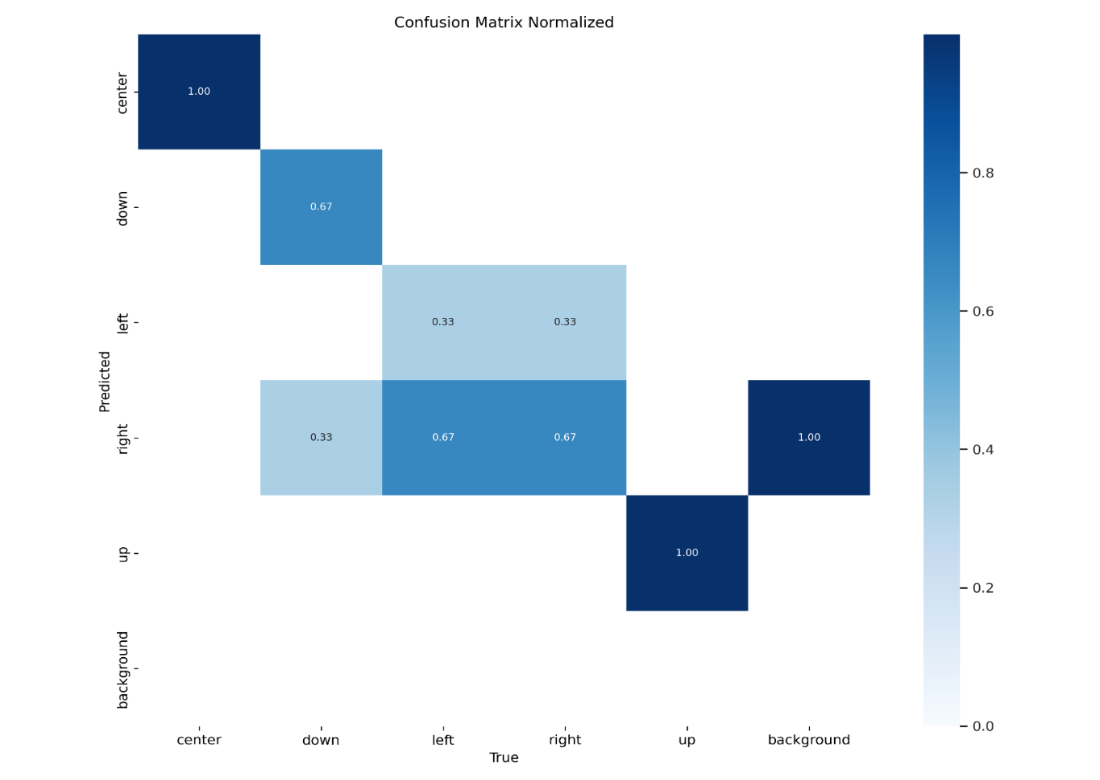 Confusion Matrix Normalized
center
1.00
down
0.67
0.8
left
0.33
0.33
0.6
Predicted
right
0.33
0.67
0.67
1.00
0.4
up
1.00
0.2
background
0.0
center down left right up background
True